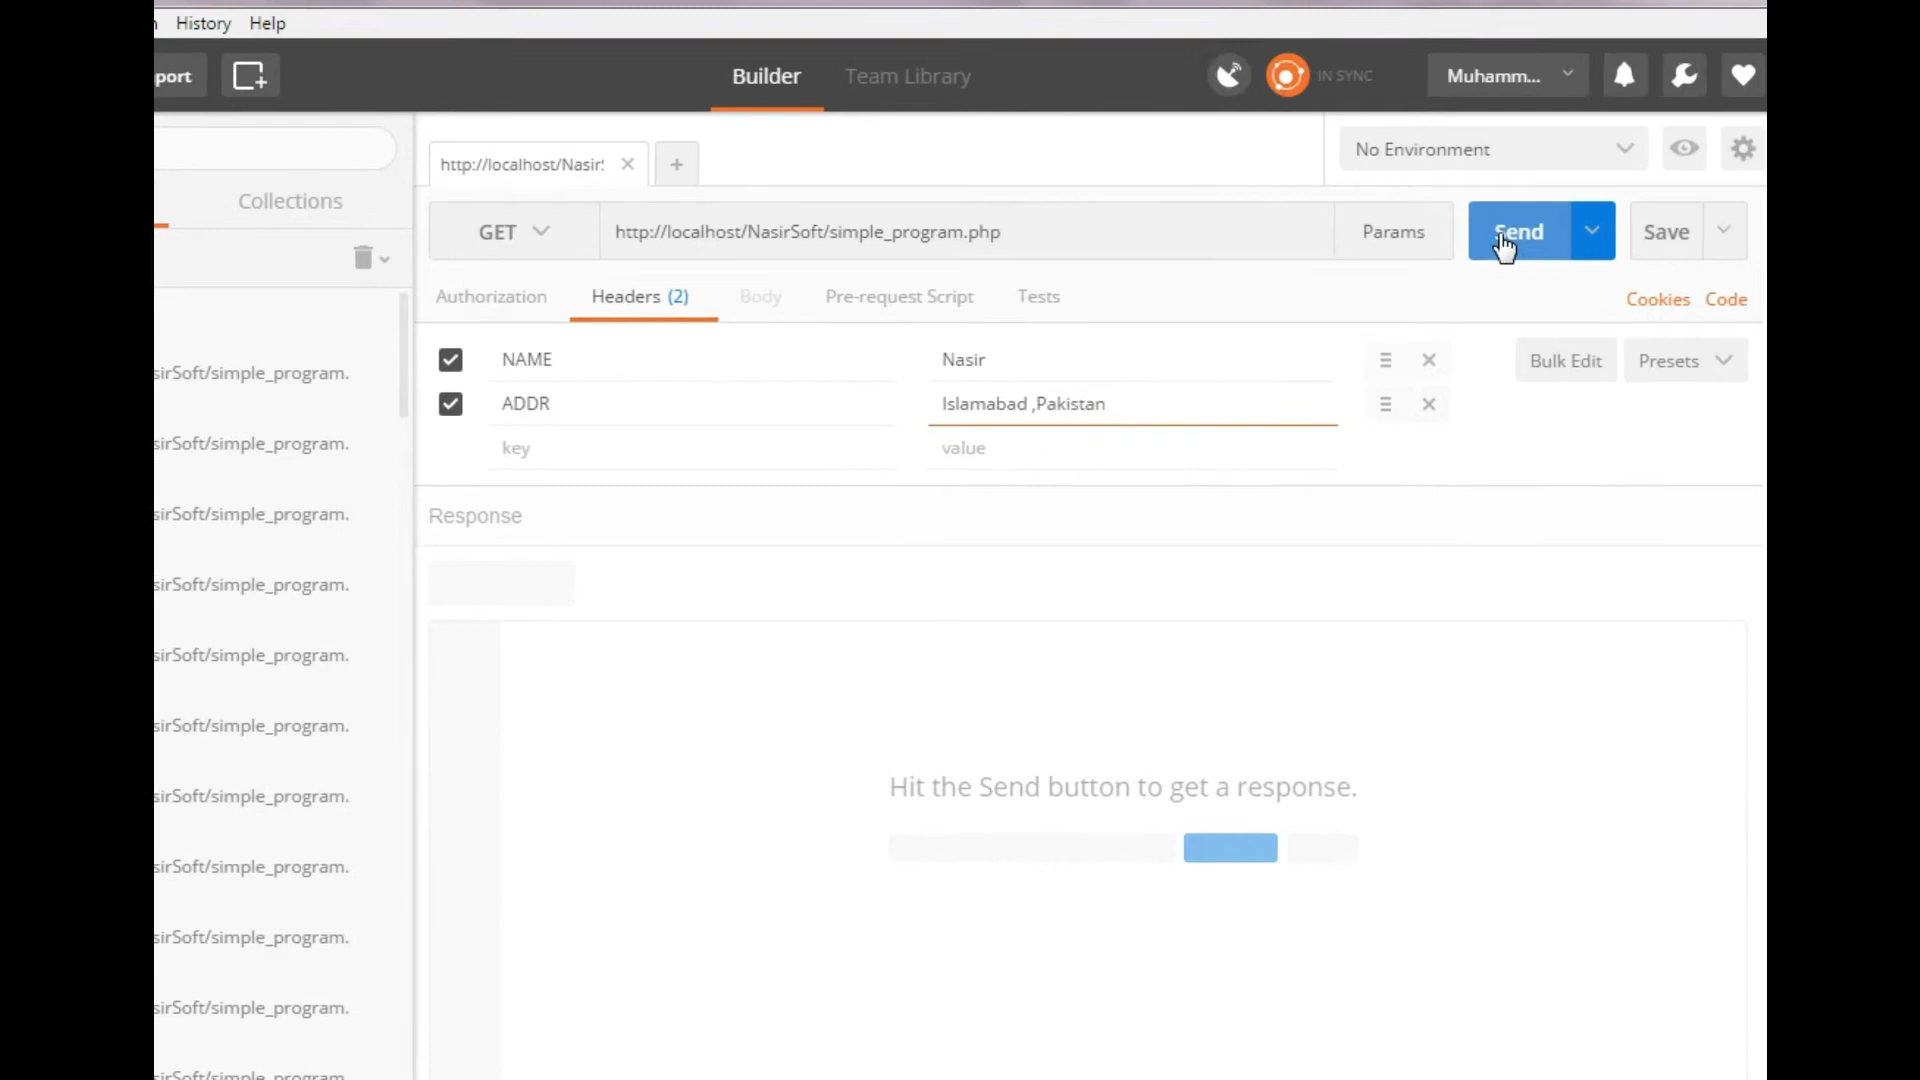 History Help
port
Builder Team Library
IN SYNC
Muhamm...
No Environment
http://localhost/Nasir!
Collections
GET http://localhost/NasirSoft/simple_program.php Params Send Save
Authorization Headers (2) Body Pre-request Script Tests Cookies Code
NAME Nasir Bulk Edit Presets
ADDR Islamabad ,Pakistan
key value
Response
Hit the Send button to get a response.
sirSoft/simple_program.
sirSoft/simple_program.
sirSoft/simple_program.
sirSoft/simple_program.
sirSoft/simple_program.
sirSoft/simple_program.
sirSoft/simple_program.
sirSoft/simple_program.
sirSoft/simple_program.
sirSoft/simple_program.
sirSoft/simple_program.